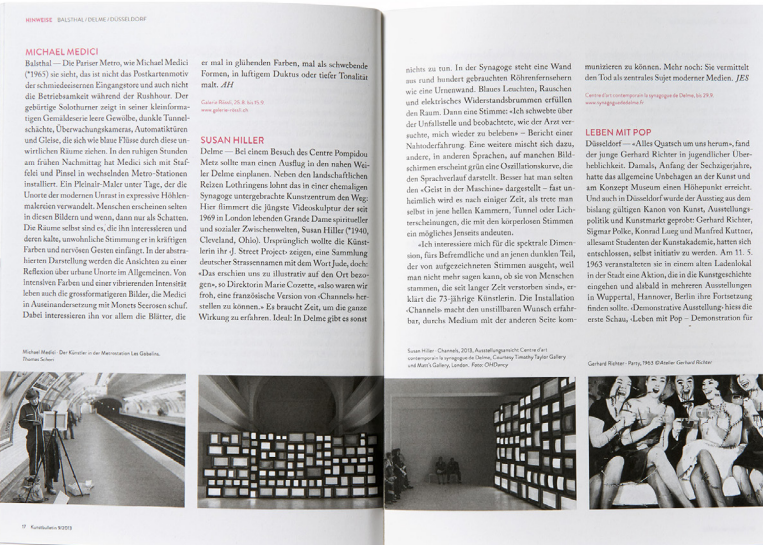 HINWEISE BALSTHAL / DELME / DÜSSELDORF
MICHAEL MEDICI
Balsthal — Die Pariser Metro, wie Michael Medici
(*1965) sie sieht, das ist nicht das Postkartenmotiv
der schmiedeeisernen Eingangstore und auch nicht
die Betriebsamkeit während der Rushhour. Der
gebürtige Solothurner zeigt in seiner kleinforma-
tigen Gemäldeserie leere Gewölbe, dunkle Tunnel-
schächte, Überwachungskameras, Automatiktüren
und Gleise, die sich wie blaue Flüsse durch diese un-
wirtlichen Räume ziehen. In den ruhigen Stunden
am frühen Nachmittag hat Medici sich mit Staf-
felei und Pinsel in wechselnden Metro-Stationen
installiert. Ein Pleinair-Maler unter Tage, der die
Unorte der modernen Unrast in expressive Höhlen-
malereien verwandelt. Menschen erscheinen selten
in diesen Bildern und wenn, dann nur als Schatten.
Die Räume selbst sind es, die ihn interessieren und
deren kalte, unwohnliche Stimmung er in kräftigen
Farben und nervösen Gesten einfängt. In der abstra-
hierten Darstellung werden die Ansichten zu einer
Reflexion über urbane Unorte im Allgemeinen. Von
intensiven Farben und einer vibrierenden Intensität
leben auch die grossformatigeren Bilder, die Medici
in Auseinandersetzung mit Monets Seerosen schuf.
Dabei interessieren ihn vor allem die Blätter, die
er mal in glühenden Farben, mal als schwebende
Formen, in luftigem Duktus oder tiefer Tonalität
malt. AH
Galerie Rössli, 25.8. bis 15.9.
www.galerie-rössli.ch
SUSAN HILLER
Delme — Bei einem Besuch des Centre Pompidou
Metz sollte man einen Ausflug in den nahen Wei-
ler Delme einplanen. Neben den landschaftlichen
Reizen Lothringens lohnt das in einer ehemaligen
Synagoge untergebrachte Kunstzentrum den Weg:
Hier flimmert die jüngste Videoskulptur der seit
1969 in London lebenden Grande Dame spiritueller
und sozialer Zwischenwelten, Susan Hiller (*1940,
Cleveland, Ohio). Ursprünglich wollte die Künst-
lerin ihr ‹J. Street Project› zeigen, eine Sammlung
deutscher Strassennamen mit dem Wort Jude, doch:
«Das erschien uns zu illustrativ auf den Ort bezo-
gen», so Direktorin Marie Cozette, «also waren wir
froh, eine französische Version von ‹Channels› her-
stellen zu können.» Es braucht Zeit, um die ganze
Wirkung zu erfahren. Ideal: In Delme gibt es sonst
Michael Medici · Der Künstler in der Metrostation Les Gobelins.
Thomas Schori
17 Kunstbulletin 9/2013
nichts zu tun. In der Synagoge steht eine Wand
aus rund hundert gebrauchten Röhrenfernsehern
wie eine Urnenwand. Blaues Leuchten, Rauschen
und elektrisches Widerstandsbrummen erfüllen
den Raum. Dann eine Stimme: «Ich schwebte über
der Unfallstelle und beobachtete, wie der Arzt ver-
suchte, mich wieder zu beleben» – Bericht einer
Nahtoderfahrung. Eine weitere mischt sich dazu,
andere, in anderen Sprachen, auf manchen Bild-
schirmen erscheint grün eine Oszillationskurve, die
den Sprachverlauf darstellt. Besser hat man selten
den «Geist in der Maschine» dargestellt – fast un-
heimlich wird es nach einiger Zeit, als trete man
selbst in jene hellen Kammern, Tunnel oder Lich-
terscheinungen, die mit den körperlosen Stimmen
ein mögliches Jenseits andeuten.
«Ich interessiere mich für die spektrale Dimen-
sion, fürs Befremdliche und an jenen dunklen Teil,
der von aufgezeichneten Stimmen ausgeht, weil
man nicht mehr sagen kann, ob sie von Menschen
stammen, die seit langer Zeit verstorben sind», er-
klärt die 73-jährige Künstlerin. Die Installation
‹Channels› macht den unstillbaren Wunsch erfahr-
bar, durchs Medium mit der anderen Seite kom-
munizieren zu können. Mehr noch: Sie vermittelt
den Tod als zentrales Sujet moderner Medien. JES
Centre d'art contemporain la synagogue de Delme, bis 29.9.
www.synagoguedelme.fr
LEBEN MIT POP
Düsseldorf — «Alles Quatsch um uns herum», fand
der junge Gerhard Richter in jugendlicher Über-
heblichkeit. Damals, Anfang der Sechzigerjahre,
hatte das allgemeine Unbehagen an der Kunst und
am Konzept Museum einen Höhepunkt erreicht.
Und auch in Düsseldorf wurde der Ausstieg aus dem
bislang gültigen Kanon von Kunst, Ausstellungs-
politik und Kunstmarkt geprobt: Gerhard Richter,
Sigmar Polke, Konrad Lueg und Manfred Kuttner,
allesamt Studenten der Kunstakademie, hatten sich
entschlossen, selbst initiativ zu werden. Am 11. 5.
1963 veranstalteten sie in einem alten Ladenlokal
in der Stadt eine Aktion, die in die Kunstgeschichte
eingehen und alsbald in mehreren Ausstellungen
in Wuppertal, Hannover, Berlin ihre Fortsetzung
finden sollte. ‹Demonstrative Ausstellung› hiess die
erste Schau, ‹Leben mit Pop – Demonstration für
Susan Hiller · Channels, 2013, Ausstellungsansicht Centre d'art
contemporain la synagogue de Delme, Courtesy Timothy Taylor Gallery
und Matt's Gallery, London. Foto: OHDancy
Gerhard Richter · Party, 1963 ©Atelier Gerhard Richter